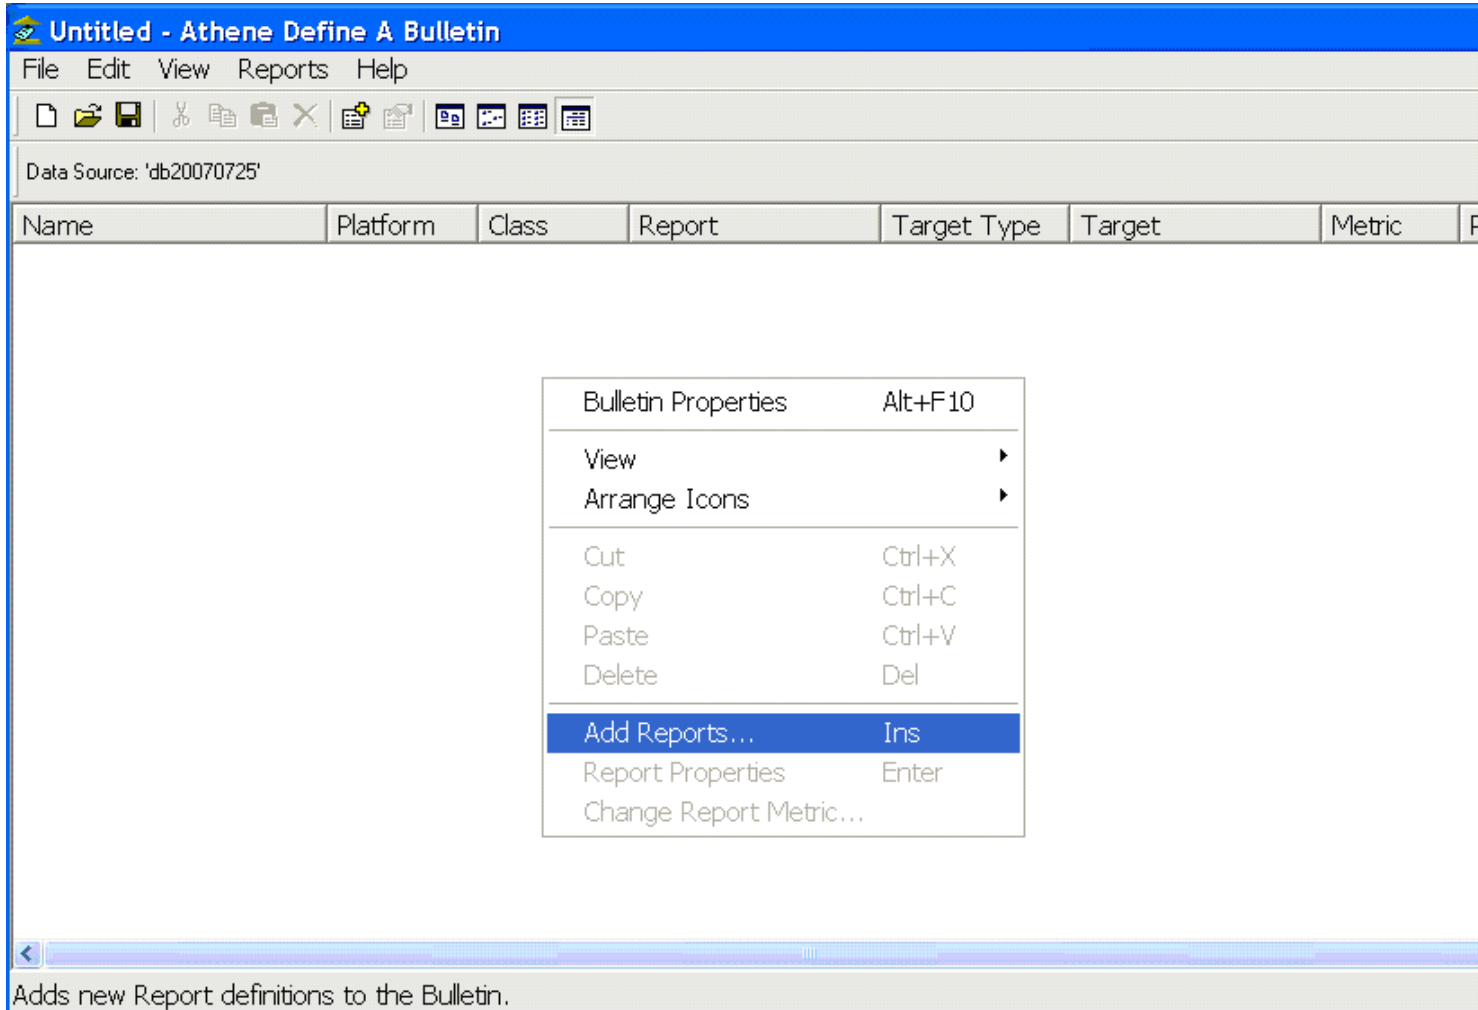 Untitled - Athene Define A Bulletin
File Edit View Reports Help
Data Source: 'db20070725'
Name Platform Class Report Target Type Target Metric
Bulletin Properties Alt+F10
View
Arrange Icons
Cut Ctrl+X
Copy Ctrl+C
Paste Ctrl+V
Delete Del
Add Reports... Ins
Report Properties Enter
Change Report Metric...
Adds new Report definitions to the Bulletin.